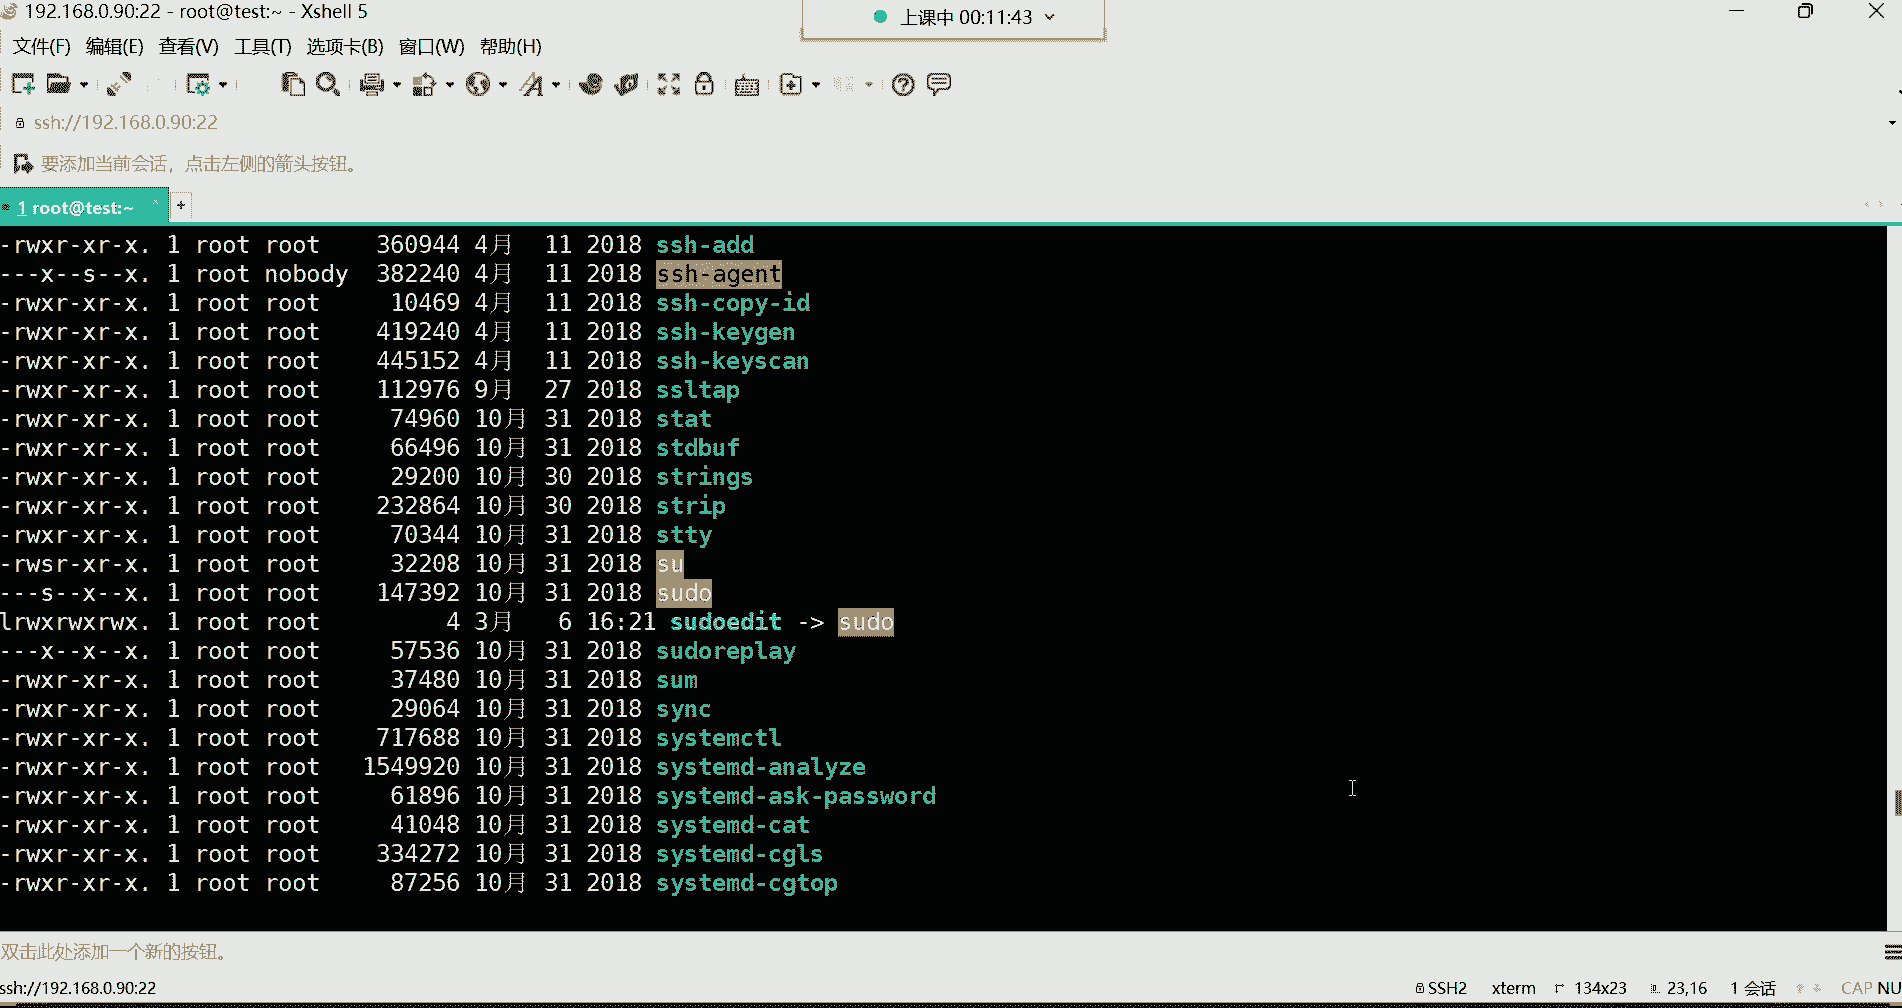 192.168.0.90:22 - root@test:~ - Xshell 5
上课中 00:11:43
文件(F) 编辑(E) 查看(V) 工具(T) 选项卡(B) 窗口(W) 帮助(H)
ssh://192.168.0.90:22
要添加当前会话，点击左侧的箭头按钮。
1 root@test:~ × +
-rwxr-xr-x. 1 root root    360944 4月   11 2018 ssh-add
---x--s--x. 1 root nobody  382240 4月   11 2018 ssh-agent
-rwxr-xr-x. 1 root root     10469 4月   11 2018 ssh-copy-id
-rwxr-xr-x. 1 root root    419240 4月   11 2018 ssh-keygen
-rwxr-xr-x. 1 root root    445152 4月   11 2018 ssh-keyscan
-rwxr-xr-x. 1 root root    112976 9月   27 2018 ssltap
-rwxr-xr-x. 1 root root     74960 10月  31 2018 stat
-rwxr-xr-x. 1 root root     66496 10月  31 2018 stdbuf
-rwxr-xr-x. 1 root root     29200 10月  30 2018 strings
-rwxr-xr-x. 1 root root    232864 10月  30 2018 strip
-rwxr-xr-x. 1 root root     70344 10月  31 2018 stty
-rwsr-xr-x. 1 root root     32208 10月  31 2018 su
---s--x--x. 1 root root    147392 10月  31 2018 sudo
lrwxrwxrwx. 1 root root         4 3月    6 16:21 sudoedit -> sudo
---x--x--x. 1 root root     57536 10月  31 2018 sudoreplay
-rwxr-xr-x. 1 root root     37480 10月  31 2018 sum
-rwxr-xr-x. 1 root root     29064 10月  31 2018 sync
-rwxr-xr-x. 1 root root    717688 10月  31 2018 systemctl
-rwxr-xr-x. 1 root root   1549920 10月  31 2018 systemd-analyze
-rwxr-xr-x. 1 root root     61896 10月  31 2018 systemd-ask-password
-rwxr-xr-x. 1 root root     41048 10月  31 2018 systemd-cat
-rwxr-xr-x. 1 root root    334272 10月  31 2018 systemd-cgls
-rwxr-xr-x. 1 root root     87256 10月  31 2018 systemd-cgtop
双击此处添加一个新的按钮。
ssh://192.168.0.90:22 SSH2 xterm 134x23 23,16 1 会话 CAP NU